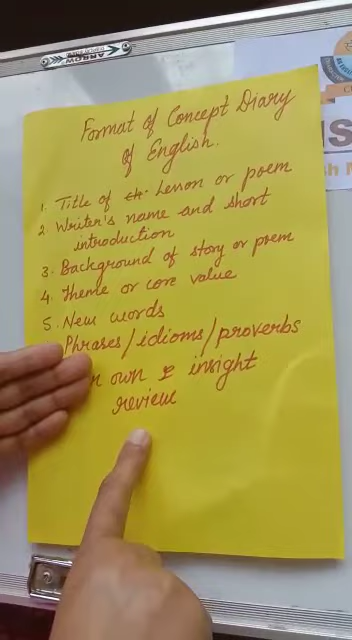 ARROW
Format of Concept Diary
of English.
1. Title of ch. Lesson or poem
2. Writer's name and short
introduction
3. Background of story or poem
4. Theme or core value
5. New words
Phrases/idioms/proverbs
own insight
review